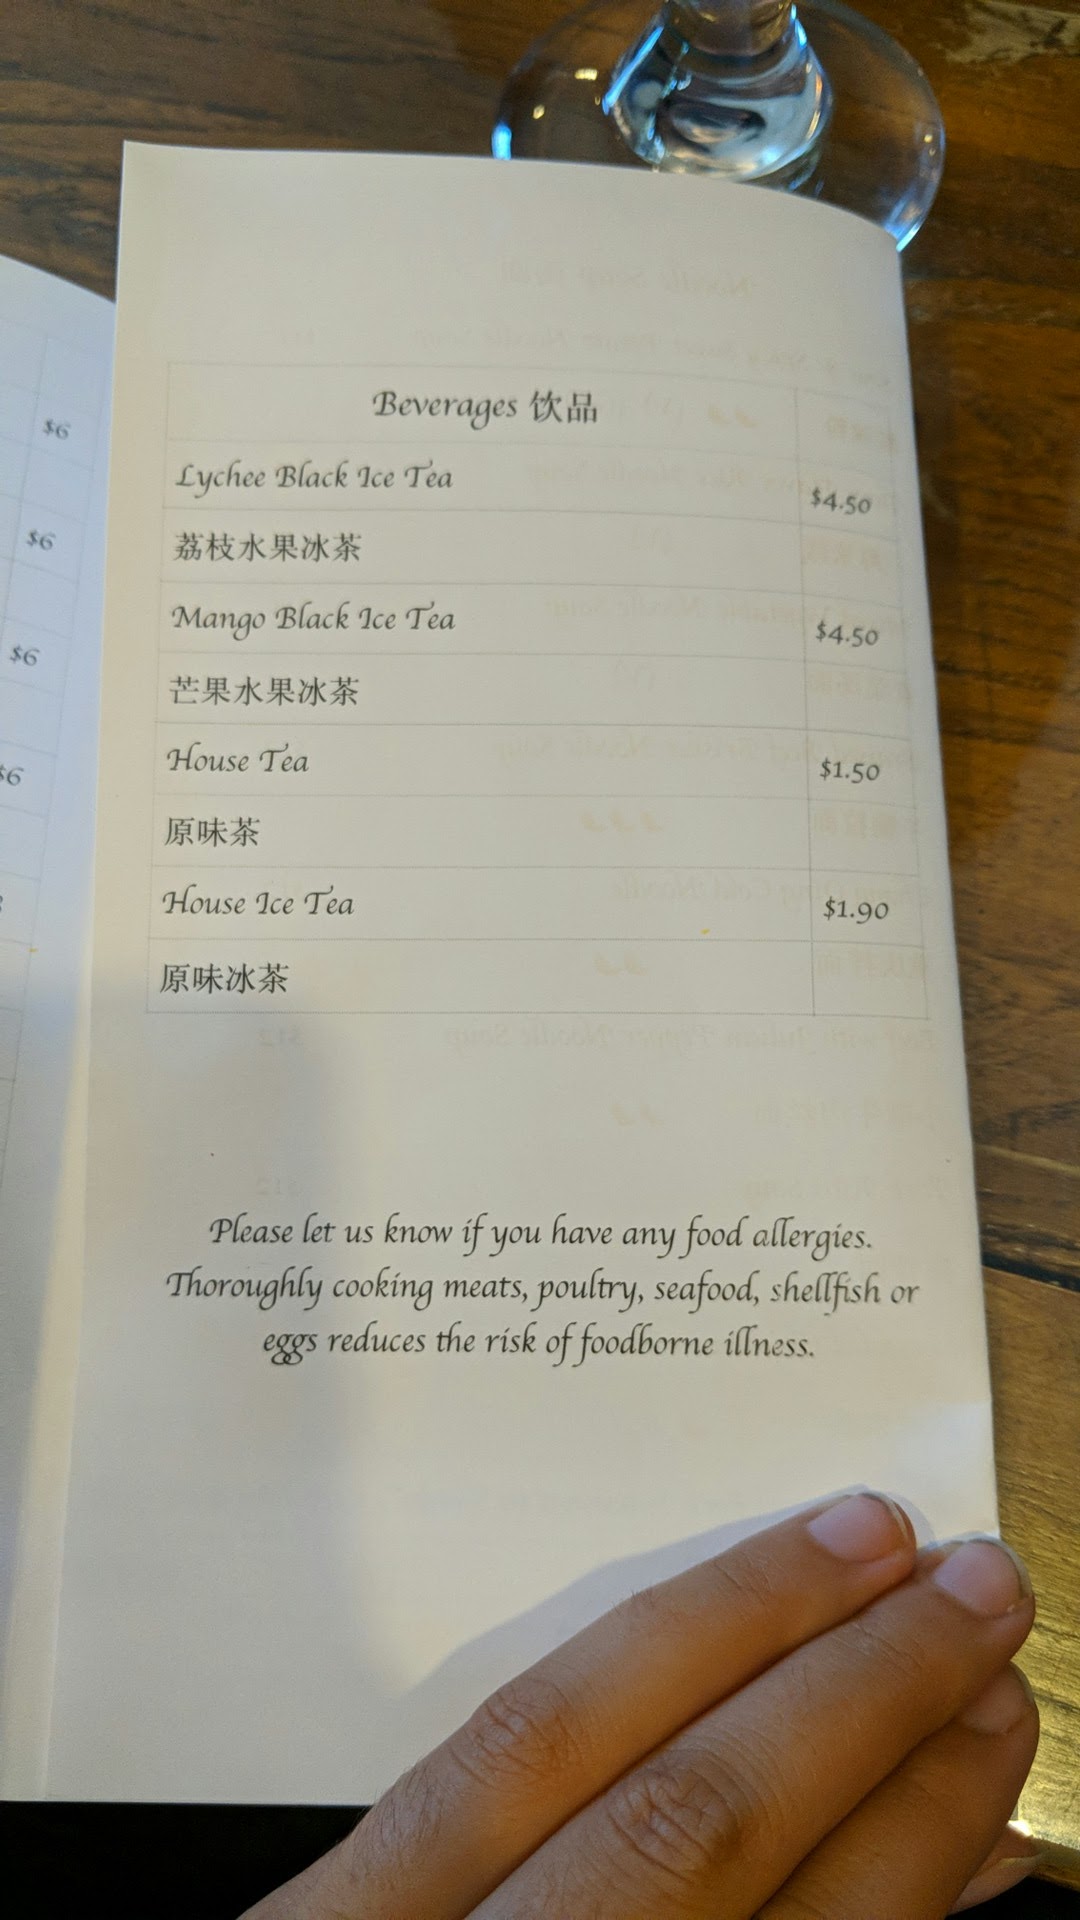 $6
$6
$6
$6
Beverages 饮品
Lychee Black Ice Tea $4.50
荔枝水果冰茶
Mango Black Ice Tea $4.50
芒果水果冰茶
House Tea $1.50
原味茶
House Ice Tea $1.90
原味冰茶
Please let us know if you have any food allergies.
Thoroughly cooking meats, poultry, seafood, shellfish or
eggs reduces the risk of foodborne illness.